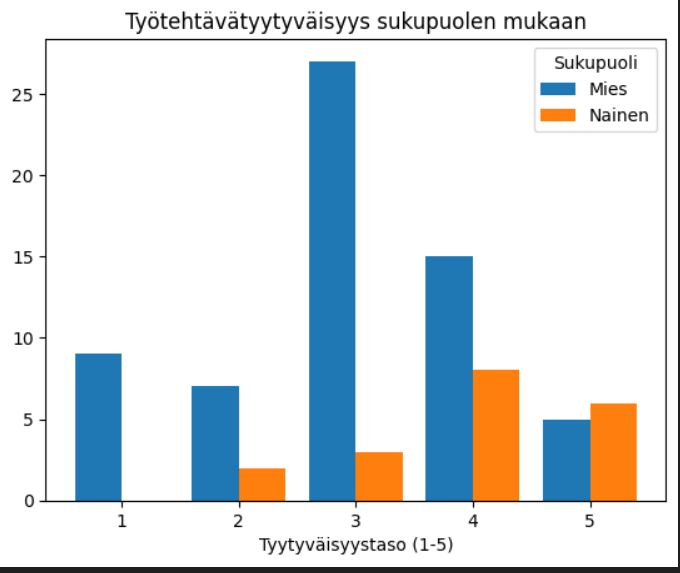 Työtehtävätyytyväisyys sukupuolen mukaan
Sukupuoli
Mies
Nainen
25
20
15
10
5
0
1 2 3 4 5
Tyytyväisyystaso (1-5)